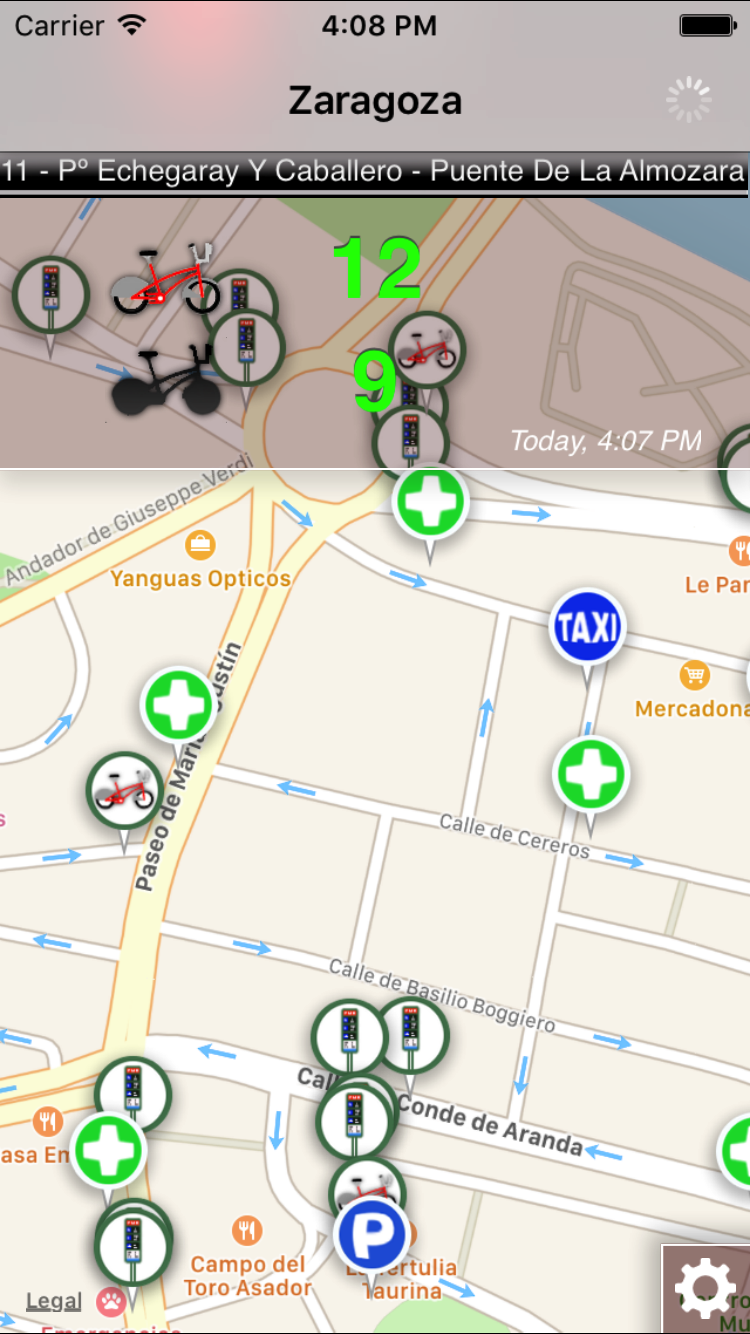 Carrier 4:08 PM
Zaragoza
11 - Pº Echegaray Y Caballero - Puente De La Almozara
12
9
Today, 4:07 PM
Andador de Giuseppe Verdi
Yanguas Opticos
TAXI
Le Par
Mercadona
Paseo de María Agustín
Calle de Cereros
Calle de Basilio Boggiero
Calle Conde de Aranda
asa Em
P
Campo del
Toro Asador
La Tertulia
Taurina
Legal
Emergencias